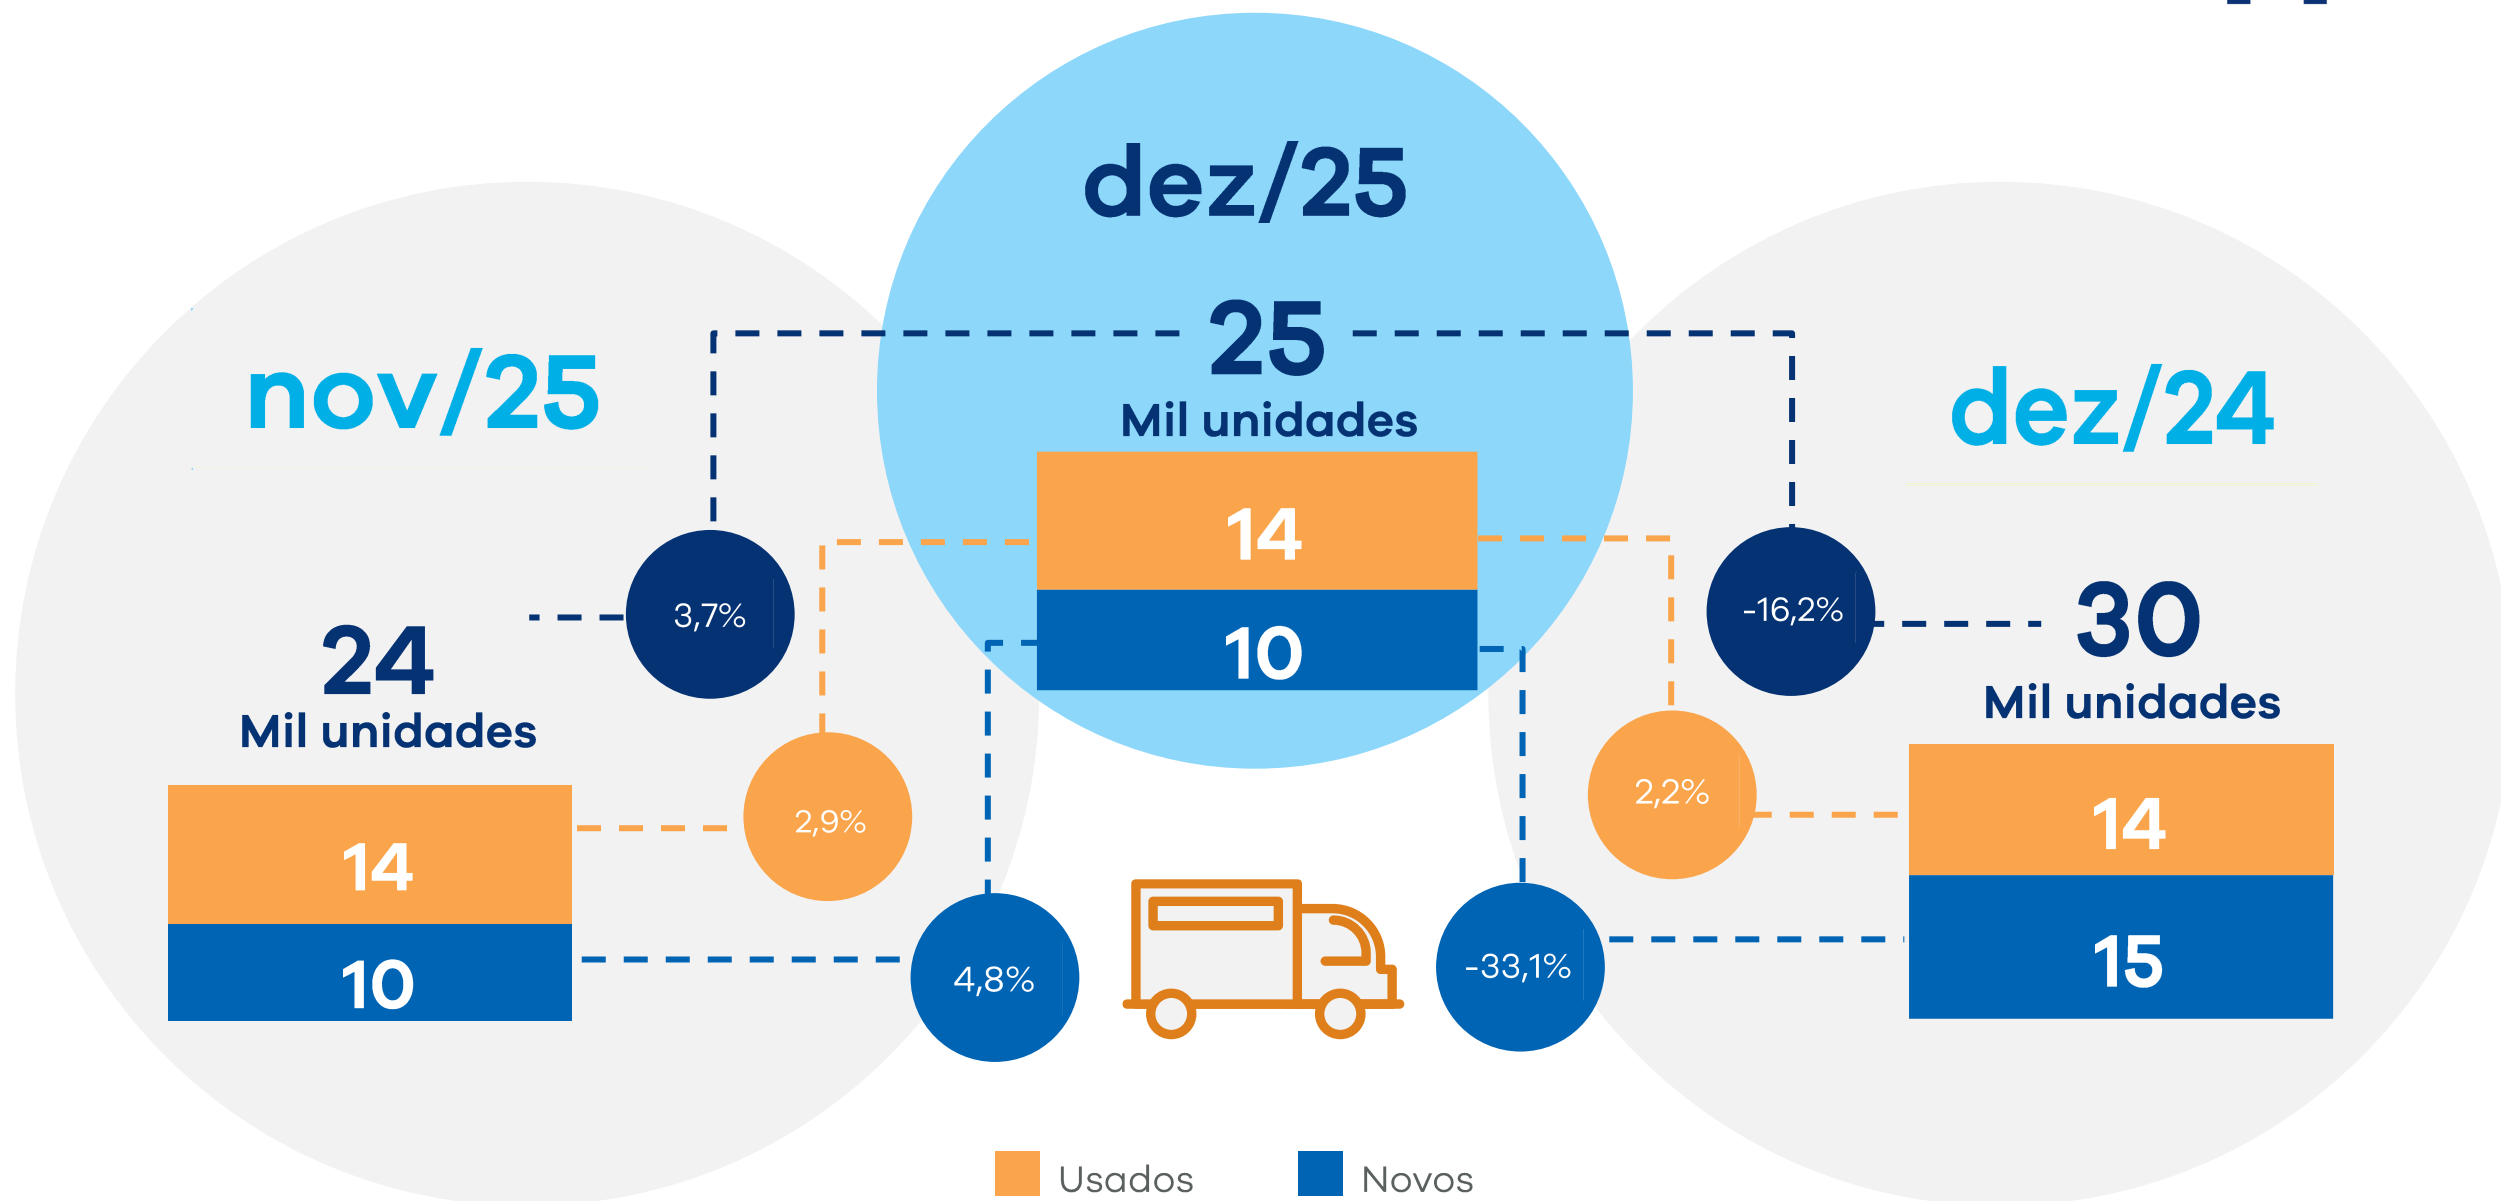 dez/25
25
Mil unidades
14
10
nov/25
24
Mil unidades
14
10
3,7%
2,9%
4,8%
dez/24
30
Mil unidades
14
15
-16,2%
2,2%
-33,1%
Usados
Novos